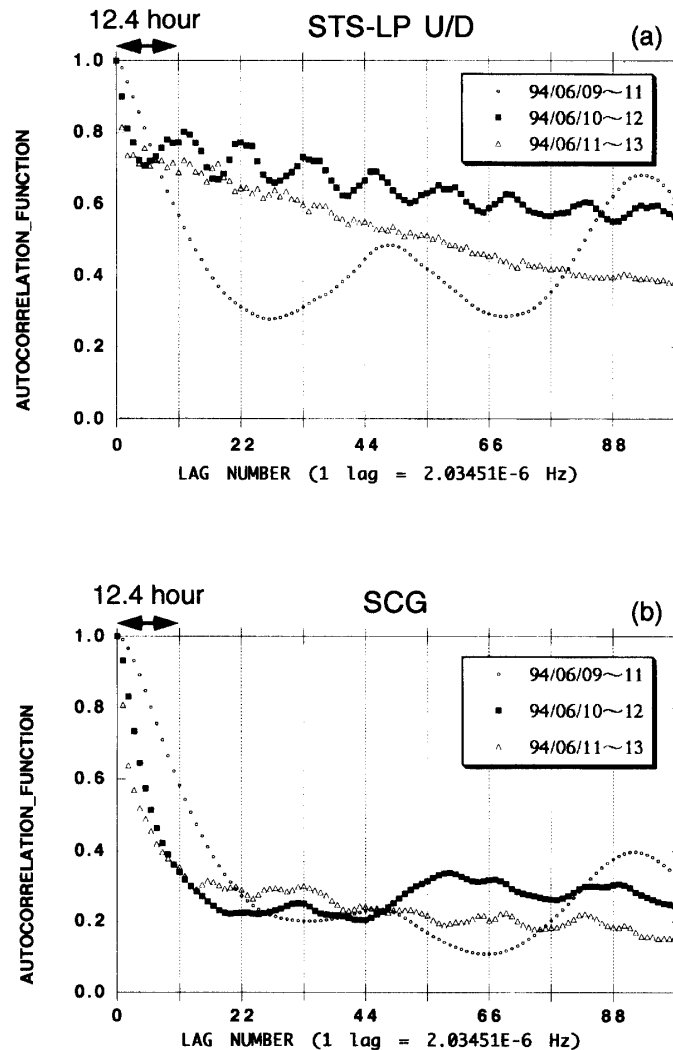 12.4 hour
STS-LP U/D
(a)
1.0
0.8
0.6
0.4
0.2
0.0
AUTOCORRELATION_FUNCTION
94/06/09～11
94/06/10～12
94/06/11～13
0 22 44 66 88
LAG NUMBER (1 lag = 2.03451E-6 Hz)
12.4 hour
SCG
(b)
1.0
0.8
0.6
0.4
0.2
0.0
AUTOCORRELATION_FUNCTION
94/06/09～11
94/06/10～12
94/06/11～13
0 22 44 66 88
LAG NUMBER (1 lag = 2.03451E-6 Hz)